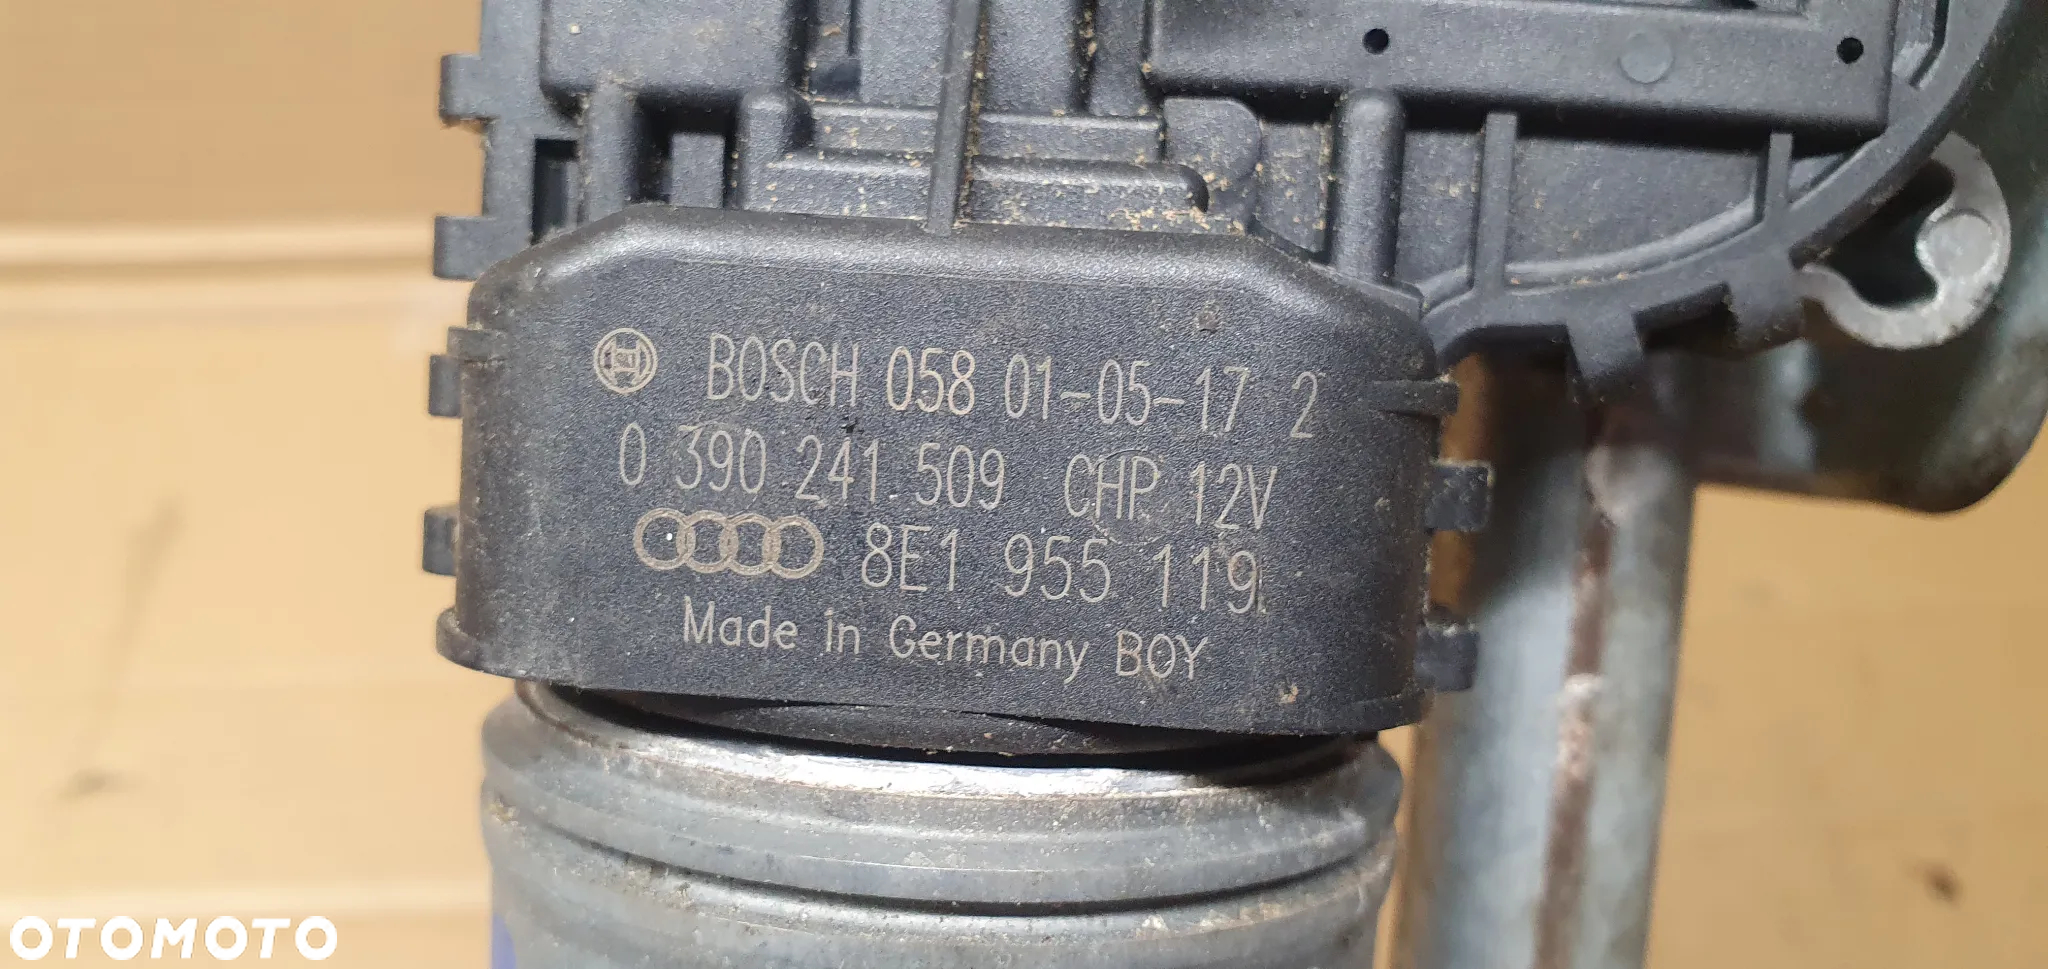 BOSCH 058 01-05-17 2
0 390 241 509 CHP 12V
8E1 955 119
Made in Germany BOY
OTOMOTO